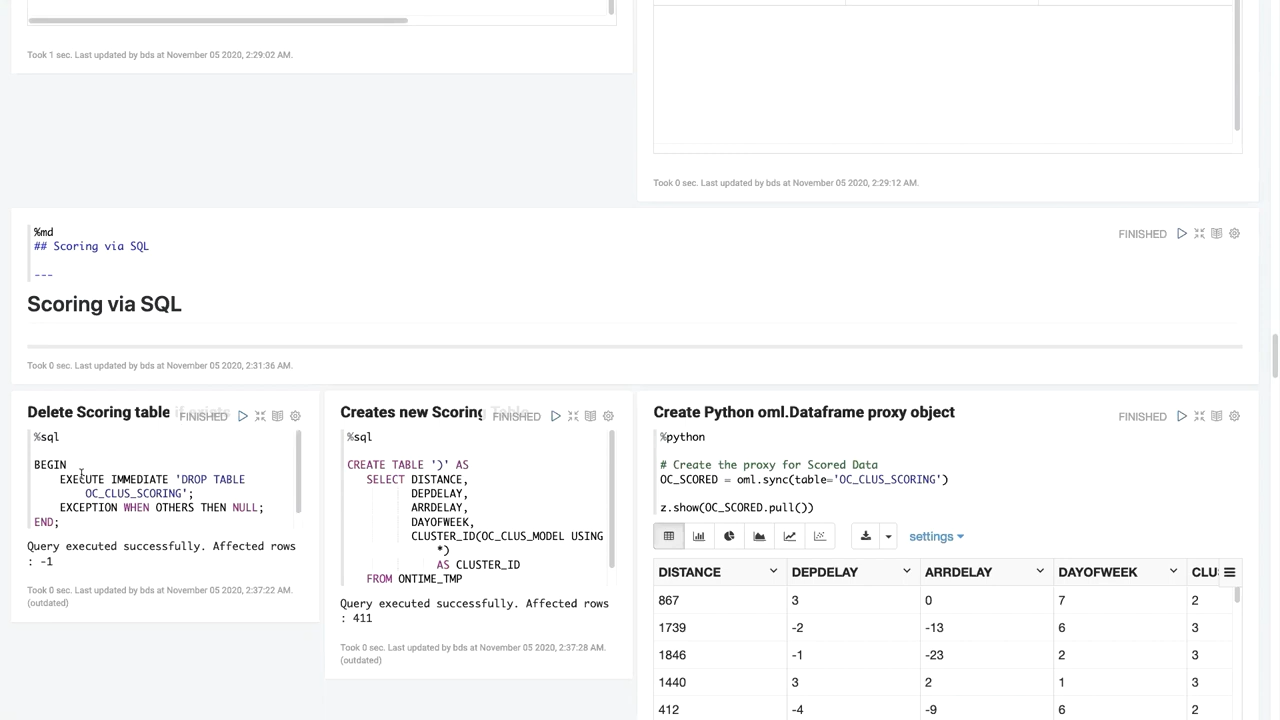 Took 1 sec. Last updated by bds at November 05 2020, 2:29:02 AM.
Took 0 sec. Last updated by bds at November 05 2020, 2:29:12 AM.
%md
## Scoring via SQL
---
FINISHED
Scoring via SQL
Took 0 sec. Last updated by bds at November 05 2020, 2:31:36 AM.
Delete Scoring table if exists
FINISHED
%sql
BEGIN
EXECUTE IMMEDIATE 'DROP TABLE
OC_CLUS_SCORING';
EXCEPTION WHEN OTHERS THEN NULL;
END;
Query executed successfully. Affected rows
: -1
Took 0 sec. Last updated by bds at November 05 2020, 2:37:22 AM.
(outdated)
Creates new Scoring Table
FINISHED
%sql
CREATE TABLE ')' AS
SELECT DISTANCE,
DEPDELAY,
ARRDELAY,
DAYOFWEEK,
CLUSTER_ID(OC_CLUS_MODEL USING
*)
AS CLUSTER_ID
FROM ONTIME_TMP
Query executed successfully. Affected rows
: 411
Took 0 sec. Last updated by bds at November 05 2020, 2:37:28 AM.
(outdated)
Create Python oml.Dataframe proxy object
FINISHED
%python
# Create the proxy for Scored Data
OC_SCORED = oml.sync(table='OC_CLUS_SCORING')
z.show(OC_SCORED.pull())
settings
DISTANCE DEPDELAY ARRDELAY DAYOFWEEK CLU
867 3 0 7 2
1739 -2 -13 6 3
1846 -1 -23 2 3
1440 3 2 1 3
412 -4 -9 6 2